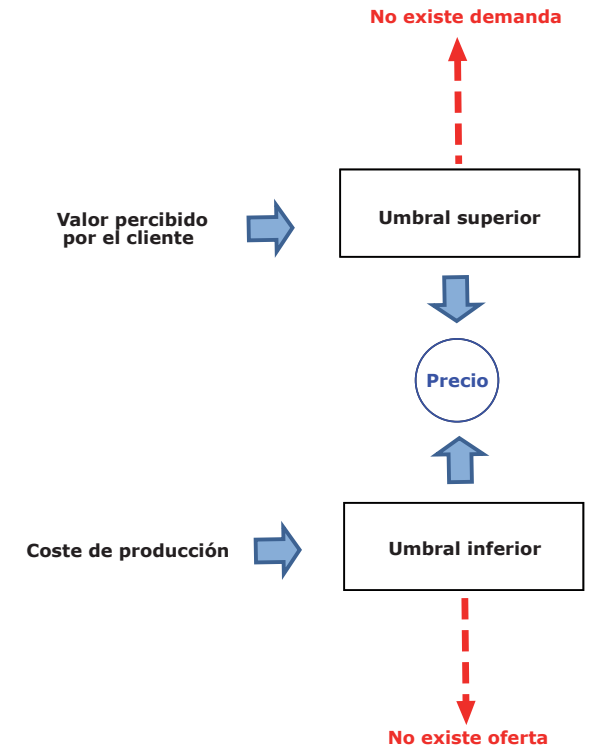 No existe demanda
Valor percibido
por el cliente
Umbral superior
Precio
Coste de producción
Umbral inferior
No existe oferta